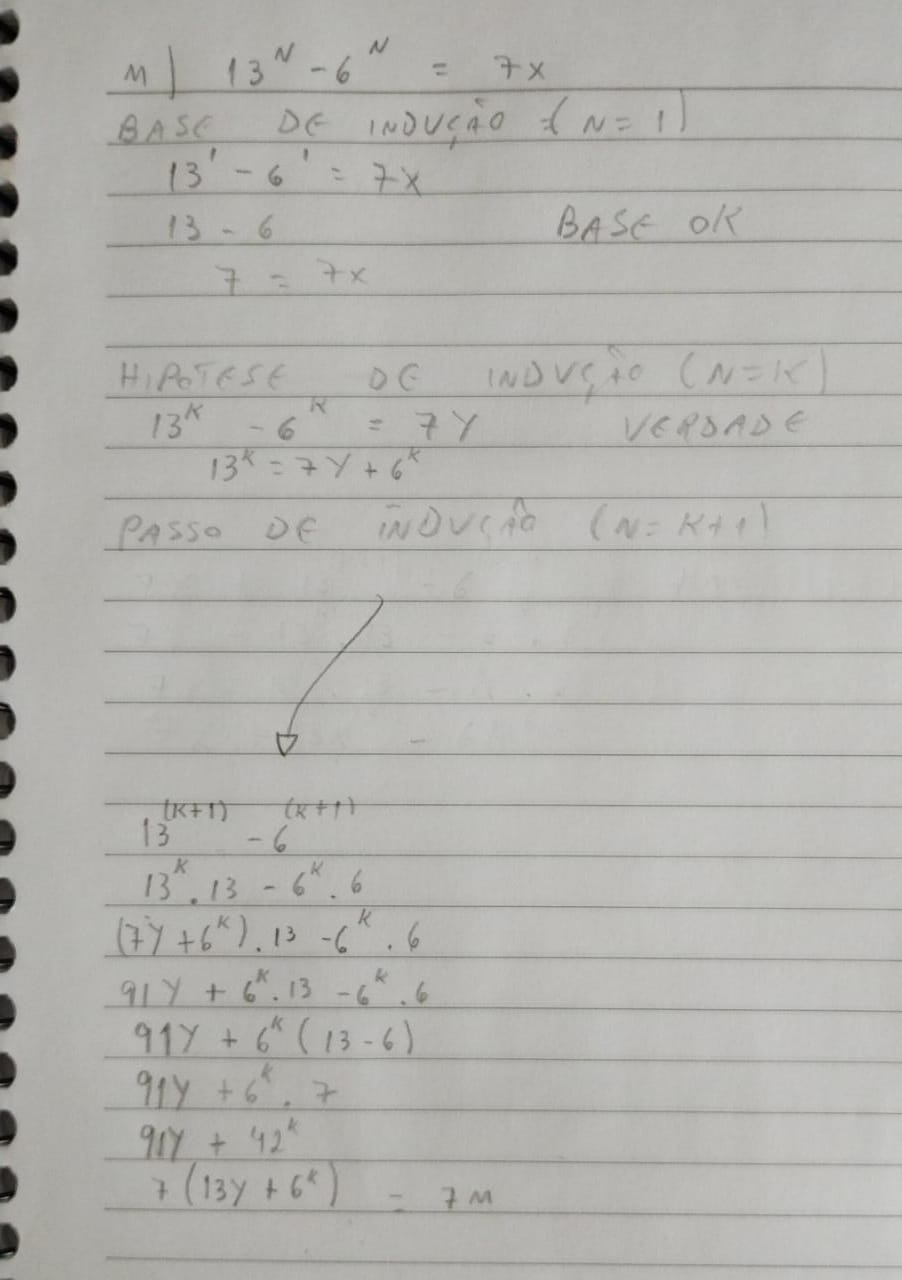 M) 13^N - 6^N = 7x
BASE DE INDUÇÃO (N = 1)
13^1 - 6^1 = 7x
13 - 6 BASE OK
7 = 7x
HIPOTESE DE INDUÇÃO (N=K)
13^K - 6^K = 7Y VERDADE
13^K = 7Y + 6^K
PASSO DE INDUÇÃO (N= K+1)
13^(K+1) - 6^(K+1)
13^K . 13 - 6^K . 6
(7Y + 6^K) . 13 - 6^K . 6
91Y + 6^K . 13 - 6^K . 6
91Y + 6^K (13 - 6)
91Y + 6^K . 7
91Y + 42^K
7 (13Y + 6^K) = 7M